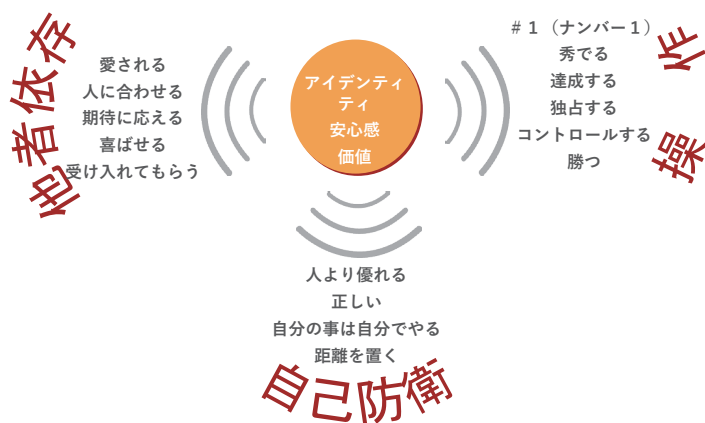 他者依存
愛される
人に合わせる
期待に応える
喜ばせる
受け入れてもらう
アイデンティ
ティ
安心感
価値
＃１（ナンバー１）
秀でる
達成する
独占する
コントロールする
勝つ
操作
人より優れる
正しい
自分の事は自分でやる
距離を置く
自己防衛